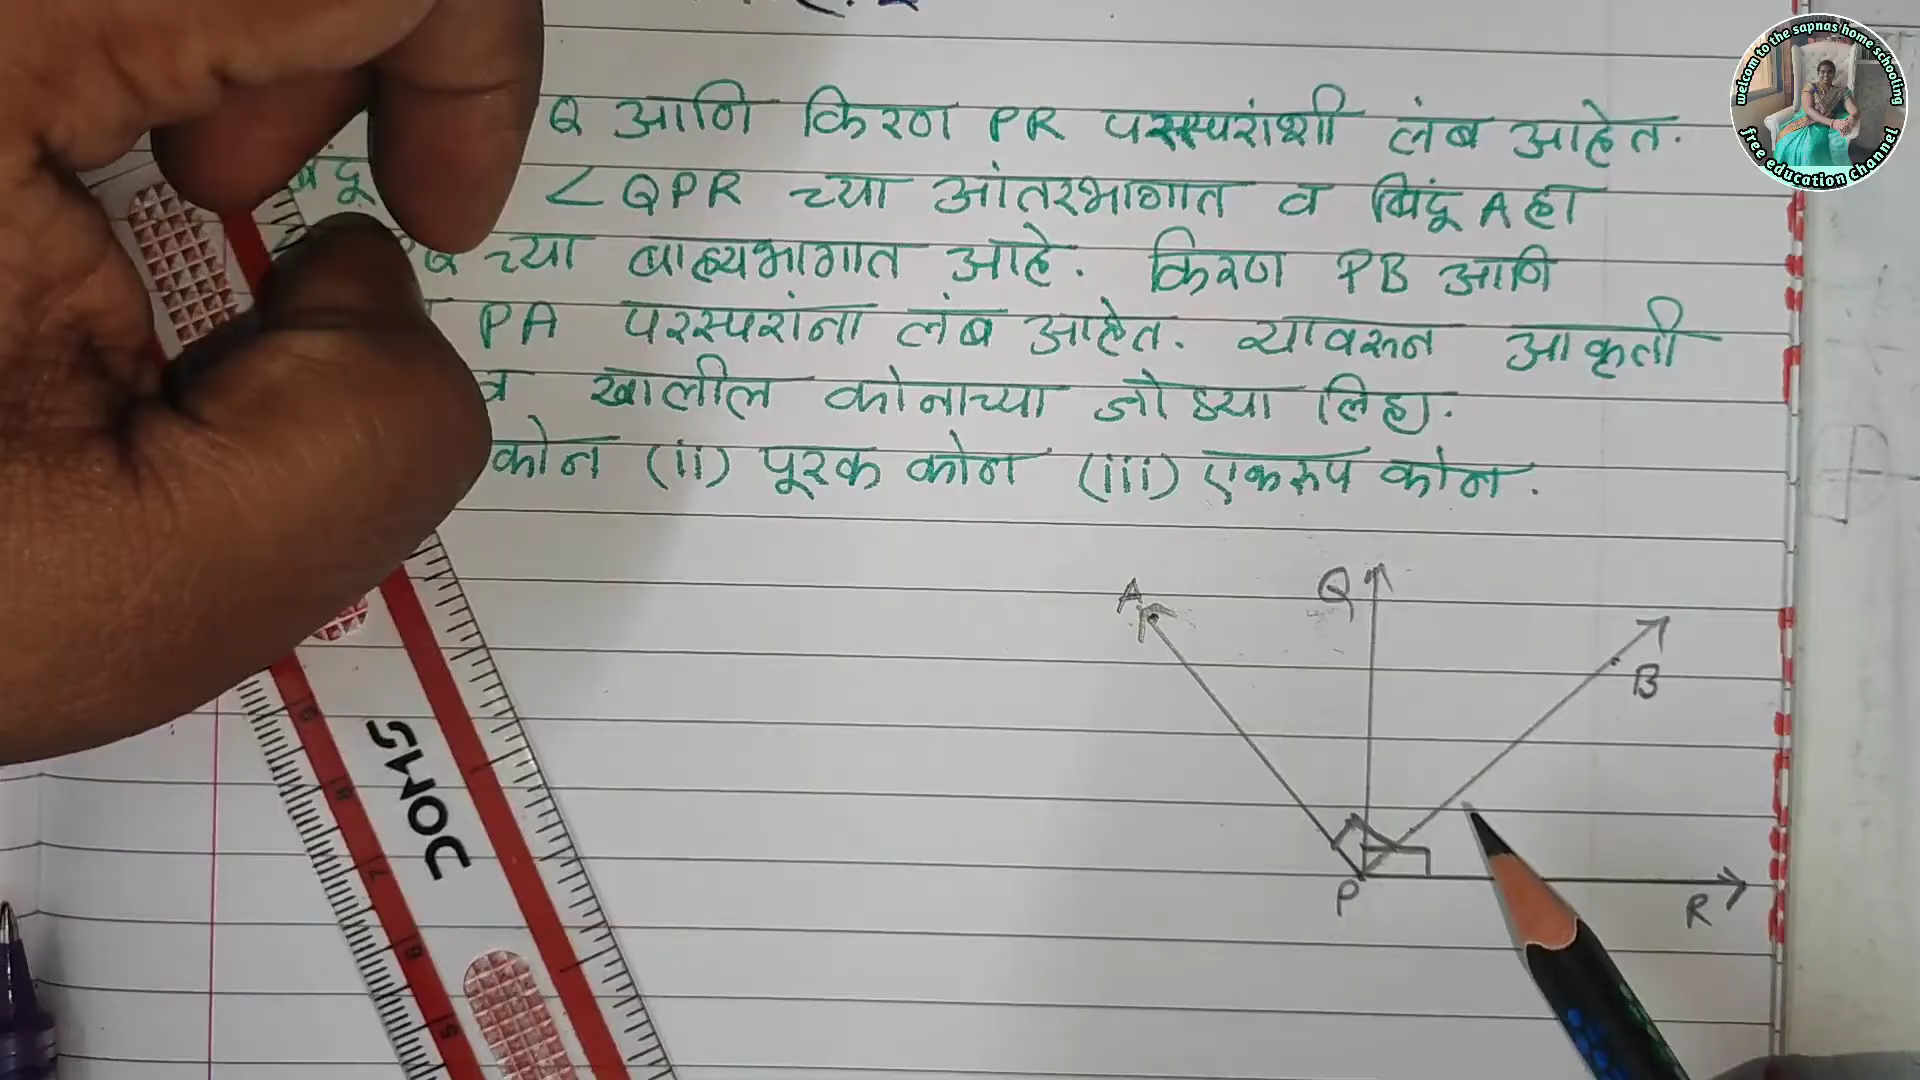 Q आणि किरण PR परस्परांशी लंब आहेत.
बिंदू ∠QPR च्या आंतरभागात व बिंदू A हा
च्या बाह्यभागात आहे. किरण PB आणि
PA परस्परांना लंब आहेत. यावरून आकृती
व खालील कोनाच्या जोड्या लिहा.
कोन (ii) पूरक कोन (iii) एकरुप कोन.
A
Q
B
P
R
DOMS
welcom to the sapnas home schooling
free education channel